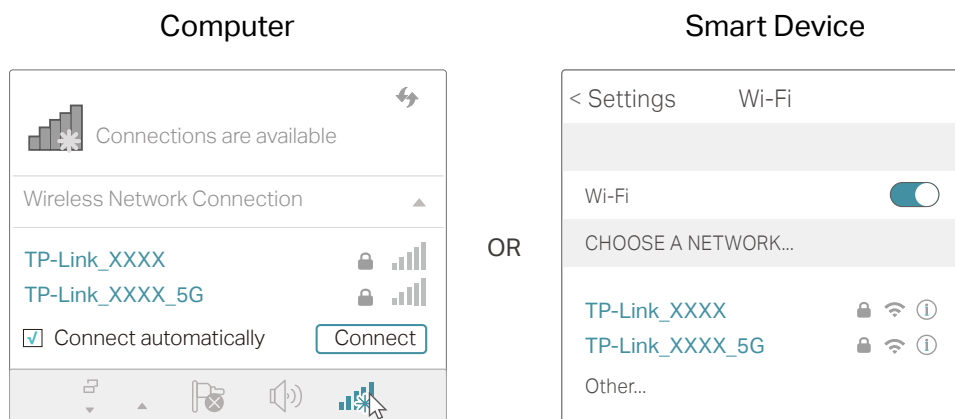 Computer
Connections are available
Wireless Network Connection
TP-Link_XXXX
TP-Link_XXXX_5G
Connect automatically
Connect
OR
Smart Device
< Settings
Wi-Fi
Wi-Fi
CHOOSE A NETWORK...
TP-Link_XXXX
TP-Link_XXXX_5G
Other...